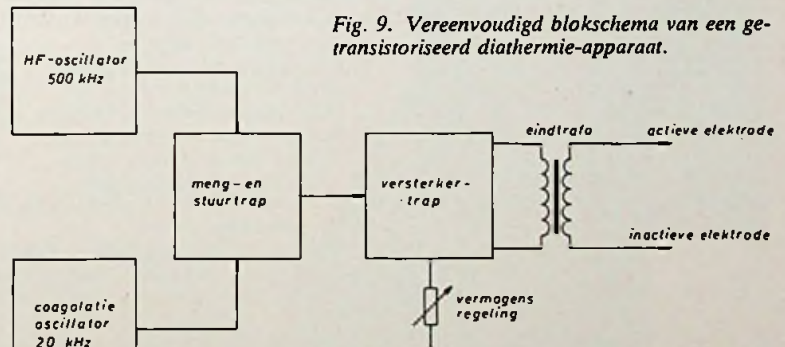 Fig. 9. Vereenvoudigd blokschema van een ge-
transistoriseerd diathermie-apparaat.
HF-oscillator
500 kHz
meng-en
stuurtrap
versterker-
trap
eindtrafo
actieve elektrode
inactieve elektrode
coagulatie
oscillator
20 kHz
vermogens
regeling